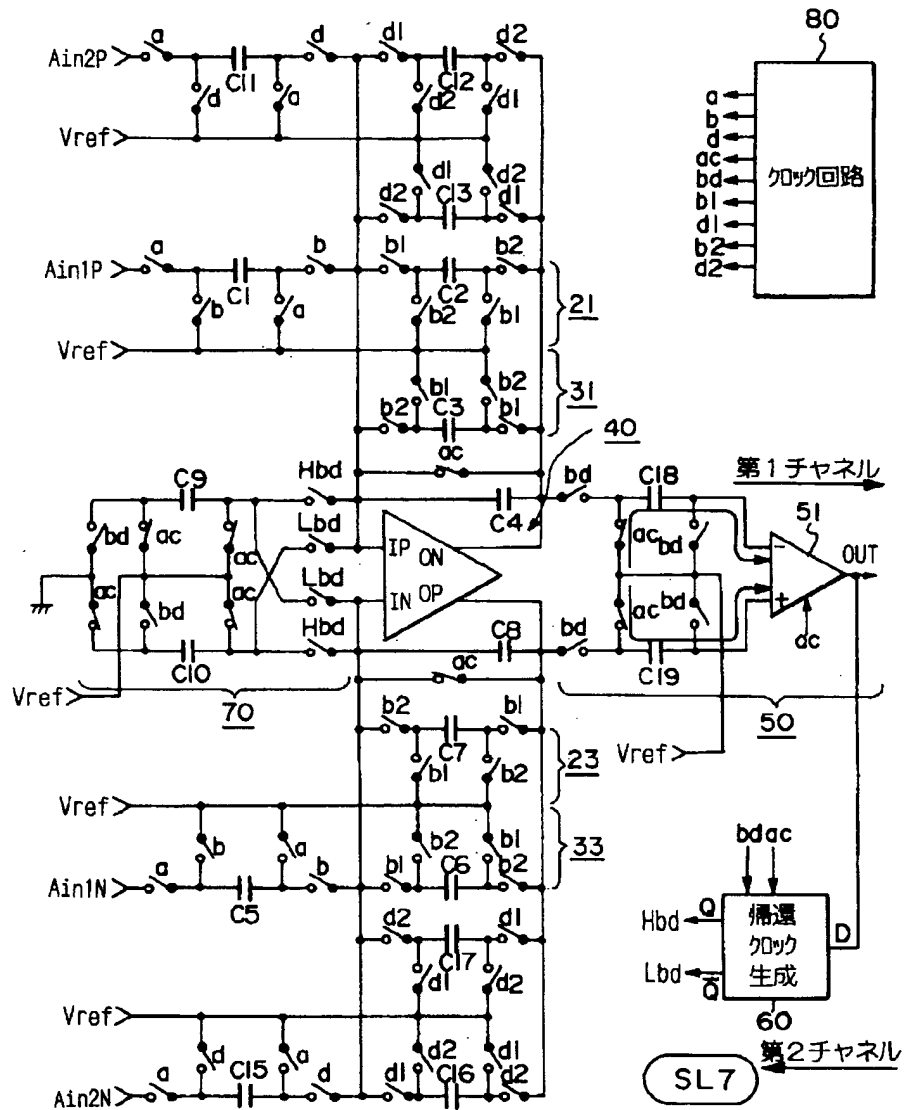 80
クロック回路
a
b
d
ac
bd
b1
d1
b2
d2
Ain2P a C11 d d1 C12 d2
d a d2 d1
Vref
d1 d2
d2 C13 d1
Ain1P a C1 b b1 C2 b2
b a b2 b1
21
Vref
b1 b2
31
b2 C3 b1
40
ac
C9 Hbd C4 bd C18 第1チャネル
bd ac ac Lbd IP ON ac bd 51
- OUT
ac bd Lbd IN OP ac bd +
ac
C10 Hbd C8 bd C19
Vref
70
ac
50
b2 C7 b1
23
Vref
b1 b2
Vref
b a b2 b1
33
bd ac
Ain1N a C5 b b1 C6 b2
Hbd Q 帰還 D
クロック
Lbd Q̄ 生成
60
d2 C17 d1
d1 d2
Vref
d a d2 d1
第2チャネル
Ain2N a C15 d d1 C16 d2
SL7